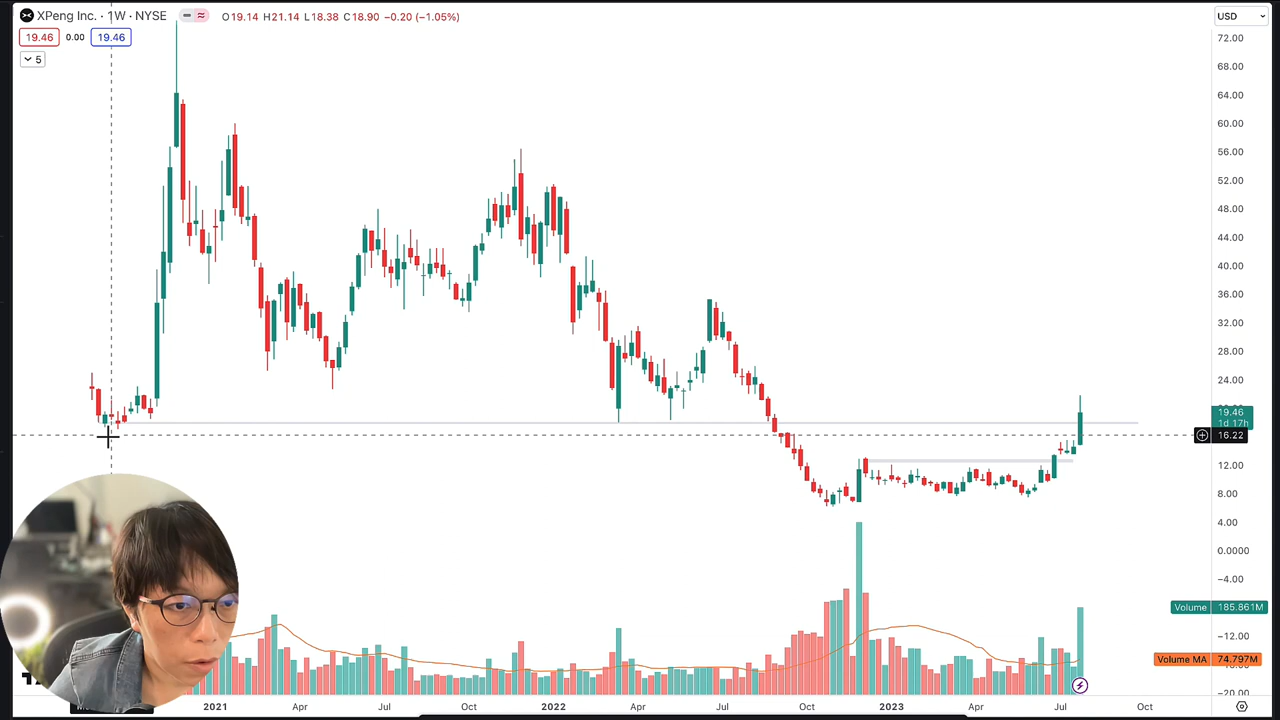 XPeng Inc. · 1W · NYSE
O19.14 H21.14 L18.38 C18.90 −0.20 (−1.05%)
USD
19.46 0.00 19.46
5
72.00
68.00
64.00
60.00
56.00
52.00
48.00
44.00
40.00
36.00
32.00
28.00
24.00
19.46
1d 17h
16.22
12.00
8.00
4.00
0.0000
−4.00
Volume 185.861M
−12.00
Volume MA 74.797M
−20.00
2021 Apr Jul Oct 2022 Apr Jul Oct 2023 Apr Jul Oct